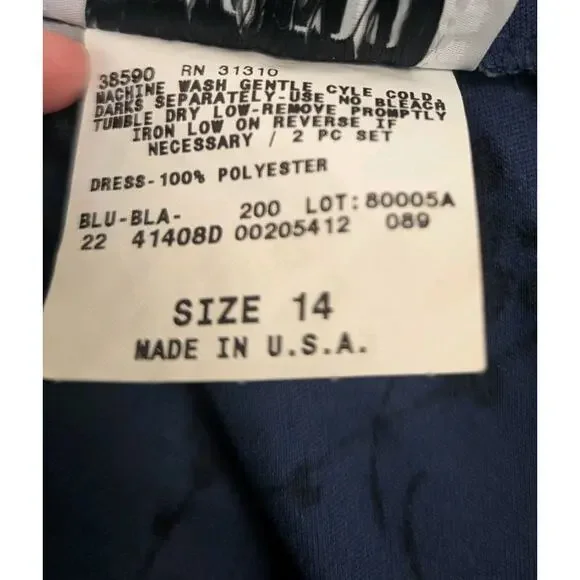 38590 RN 31310
MACHINE WASH GENTLE CYLE COLD
DARKS SEPARATELY-USE NO BLEACH
TUMBLE DRY LOW-REMOVE PROMPTLY
IRON LOW ON REVERSE IF
NECESSARY / 2 PC SET
DRESS-100% POLYESTER
BLU-BLA- 200 LOT:80005A
22 41408D 00205412 089
SIZE 14
MADE IN U.S.A.